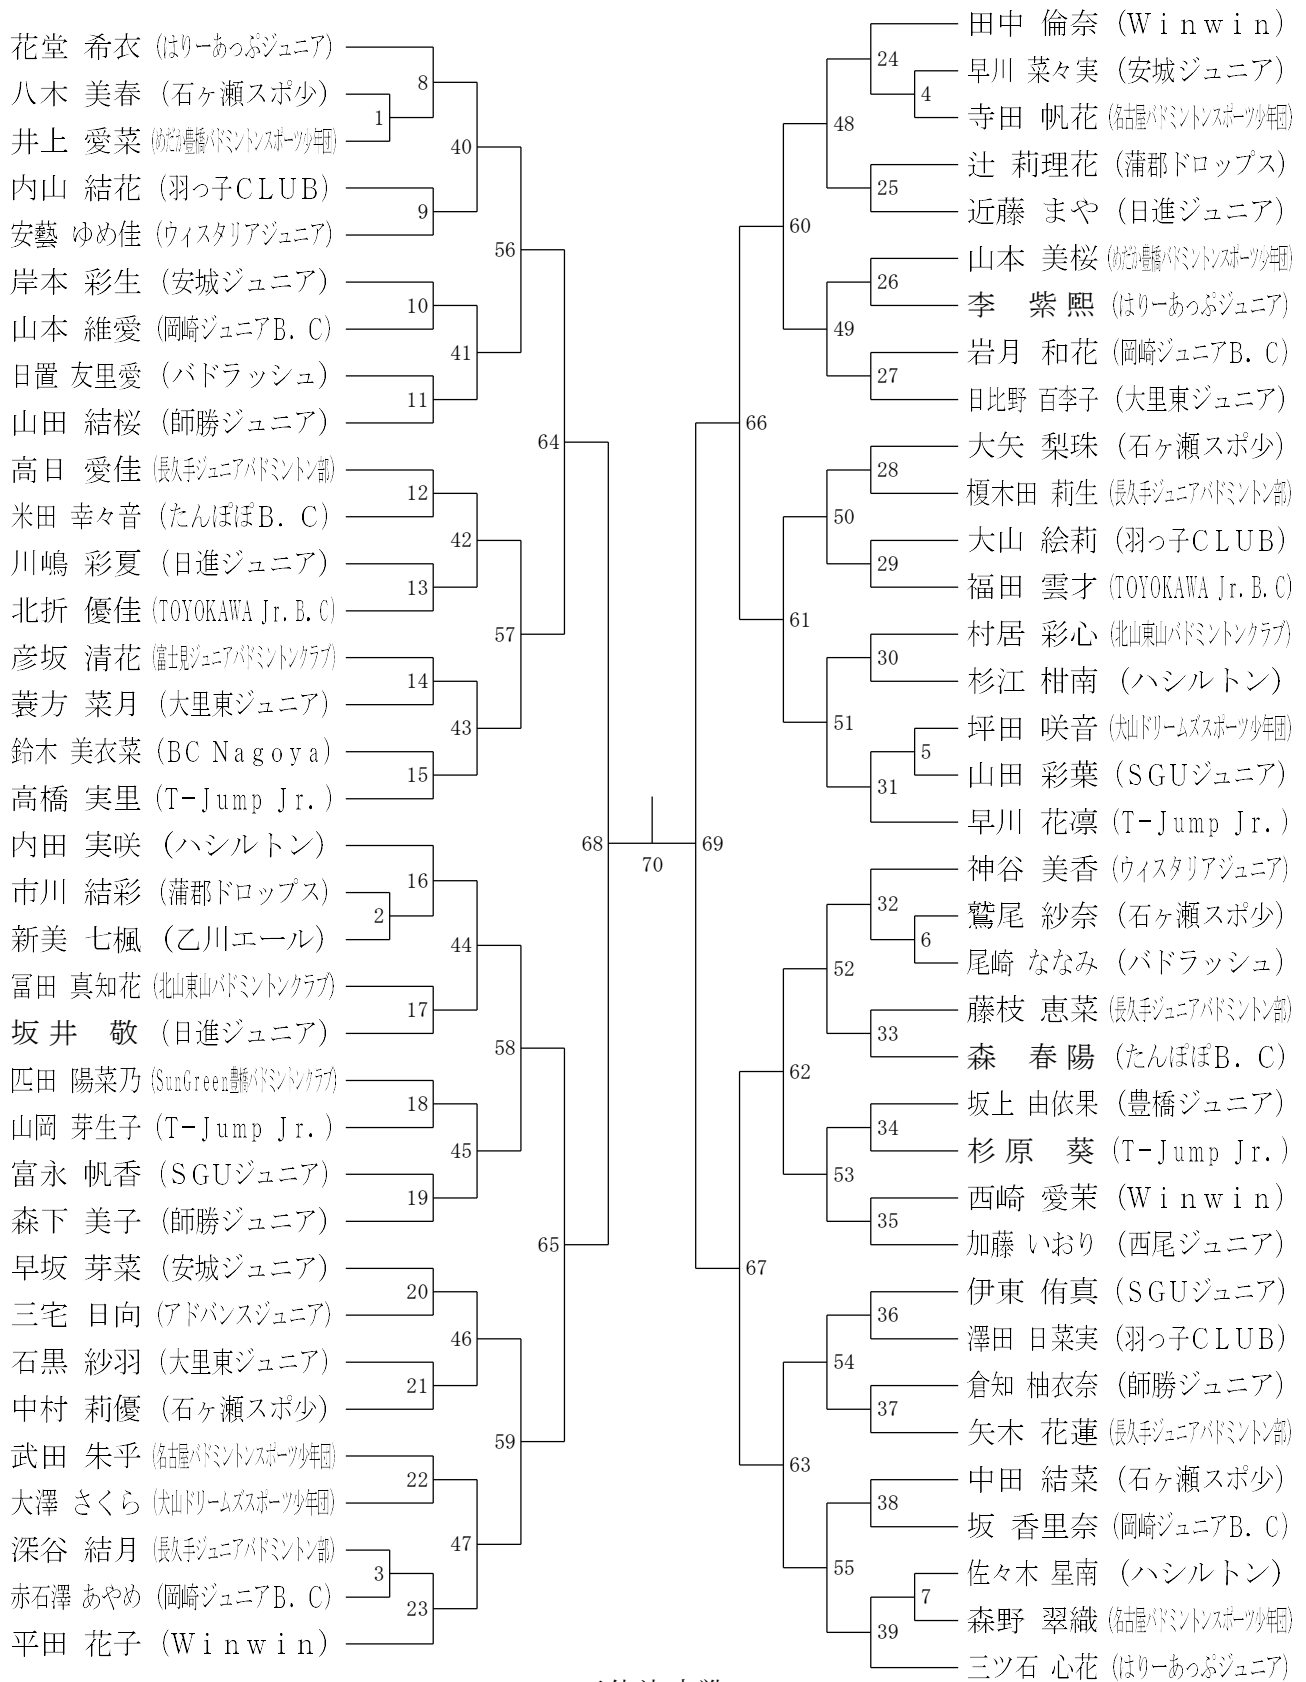 花堂 希衣 (はりーあっぷジュニア)
八木 美春 (石ヶ瀬スポ少)
井上 愛菜 (めだか豊橋バドミントンスポーツ少年団)
内山 結花 (羽っ子CLUB)
安藝 ゆめ佳 (ウィスタリアジュニア)
岸本 彩生 (安城ジュニア)
山本 維愛 (岡崎ジュニアB.C)
日置 友里愛 (バドラッシュ)
山田 結桜 (師勝ジュニア)
高日 愛佳 (長久手ジュニアバドミントン部)
米田 幸々音 (たんぽぽB.C)
川嶋 彩夏 (日進ジュニア)
北折 優佳 (TOYOKAWA Jr.B.C)
彦坂 清花 (富士見ジュニアバドミントンクラブ)
蓑方 菜月 (大里東ジュニア)
鈴木 美衣菜 (BC Nagoya)
高橋 実里 (T-Jump Jr.)
内田 実咲 (ハシルトン)
市川 結彩 (蒲郡ドロップス)
新美 七楓 (乙川エール)
冨田 真知花 (北山東山バドミントンクラブ)
坂井 敬 (日進ジュニア)
匹田 陽菜乃 (SunGreen豊橋バドミントンクラブ)
山岡 芽生子 (T-Jump Jr.)
富永 帆香 (SGUジュニア)
森下 美子 (師勝ジュニア)
早坂 芽菜 (安城ジュニア)
三宅 日向 (アドバンスジュニア)
石黒 紗羽 (大里東ジュニア)
中村 莉優 (石ヶ瀬スポ少)
武田 朱乎 (名古屋バドミントンスポーツ少年団)
大澤 さくら (犬山ドリームズスポーツ少年団)
深谷 結月 (長久手ジュニアバドミントン部)
赤石澤 あやめ (岡崎ジュニアB.C)
平田 花子 (Winwin)
1
2
3
8
9
10
11
12
13
14
15
16
17
18
19
20
21
22
23
40
41
42
43
44
45
46
47
56
57
58
59
64
65
68
70
69
66
67
60
61
62
63
48
49
50
51
52
53
54
55
24
25
26
27
28
29
30
31
32
33
34
35
36
37
38
39
4
5
6
7
田中 倫奈 (Winwin)
早川 菜々実 (安城ジュニア)
寺田 帆花 (名古屋バドミントンスポーツ少年団)
辻 莉理花 (蒲郡ドロップス)
近藤 まや (日進ジュニア)
山本 美桜 (めだか豊橋バドミントンスポーツ少年団)
李 紫熙 (はりーあっぷジュニア)
岩月 和花 (岡崎ジュニアB.C)
日比野 百李子 (大里東ジュニア)
大矢 梨珠 (石ヶ瀬スポ少)
榎木田 莉生 (長久手ジュニアバドミントン部)
大山 絵莉 (羽っ子CLUB)
福田 雲才 (TOYOKAWA Jr.B.C)
村居 彩心 (北山東山バドミントンクラブ)
杉江 柑南 (ハシルトン)
坪田 咲音 (犬山ドリームズスポーツ少年団)
山田 彩葉 (SGUジュニア)
早川 花凛 (T-Jump Jr.)
神谷 美香 (ウィスタリアジュニア)
鷲尾 紗奈 (石ヶ瀬スポ少)
尾崎 ななみ (バドラッシュ)
藤枝 恵菜 (長久手ジュニアバドミントン部)
森 春陽 (たんぽぽB.C)
坂上 由依果 (豊橋ジュニア)
杉原 葵 (T-Jump Jr.)
西崎 愛茉 (Winwin)
加藤 いおり (西尾ジュニア)
伊東 侑真 (SGUジュニア)
澤田 日菜実 (羽っ子CLUB)
倉知 柚衣奈 (師勝ジュニア)
矢木 花蓮 (長久手ジュニアバドミントン部)
中田 結菜 (石ヶ瀬スポ少)
坂 香里奈 (岡崎ジュニアB.C)
佐々木 星南 (ハシルトン)
森野 翠織 (名古屋バドミントンスポーツ少年団)
三ツ石 心花 (はりーあっぷジュニア)